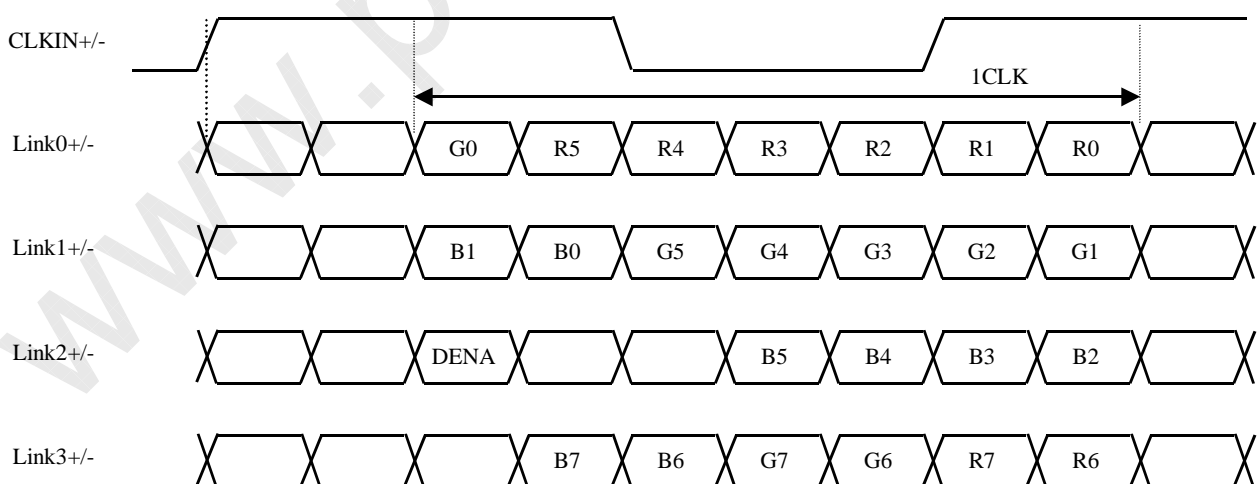 CLKIN+/-
1CLK
Link0+/- G0 R5 R4 R3 R2 R1 R0
Link1+/- B1 B0 G5 G4 G3 G2 G1
Link2+/- DENA B5 B4 B3 B2
Link3+/- B7 B6 G7 G6 R7 R6
www.p